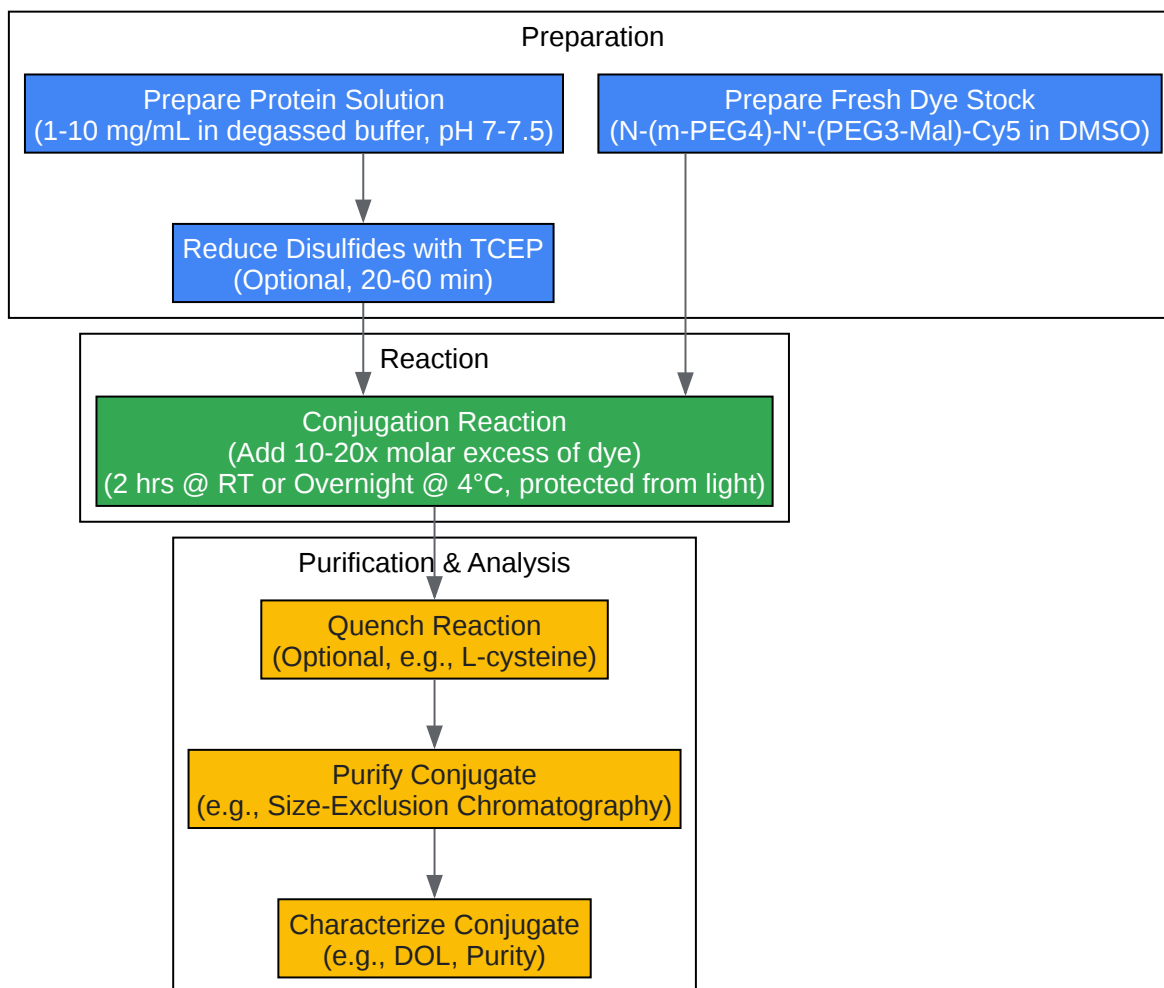 Preparation
Prepare Protein Solution
(1-10 mg/mL in degassed buffer, pH 7-7.5)
Prepare Fresh Dye Stock
(N-(m-PEG4)-N'-(PEG3-Mal)-Cy5 in DMSO)
Reduce Disulfides with TCEP
(Optional, 20-60 min)
Reaction
Conjugation Reaction
(Add 10-20x molar excess of dye)
(2 hrs @ RT or Overnight @ 4°C, protected from light)
Purification & Analysis
Quench Reaction
(Optional, e.g., L-cysteine)
Purify Conjugate
(e.g., Size-Exclusion Chromatography)
Characterize Conjugate
(e.g., DOL, Purity)